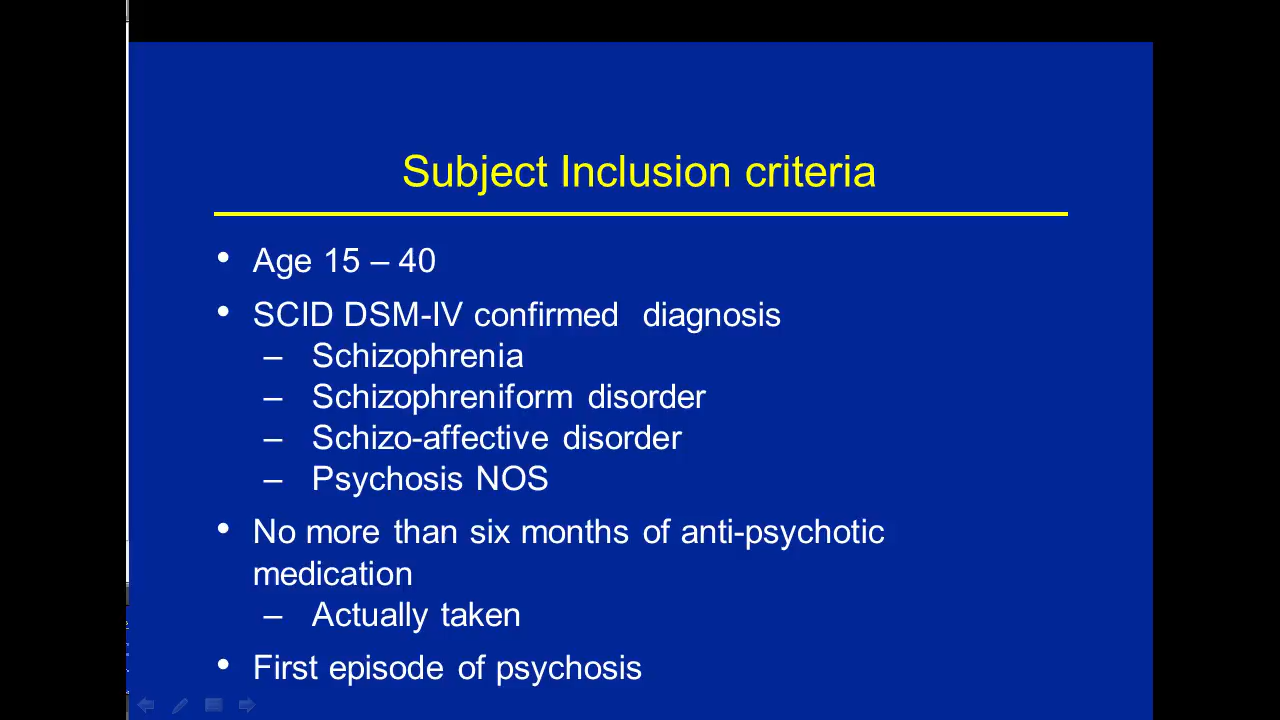 Subject Inclusion criteria
• Age 15 – 40
• SCID DSM-IV confirmed diagnosis
– Schizophrenia
– Schizophreniform disorder
– Schizo-affective disorder
– Psychosis NOS
• No more than six months of anti-psychotic
medication
– Actually taken
• First episode of psychosis